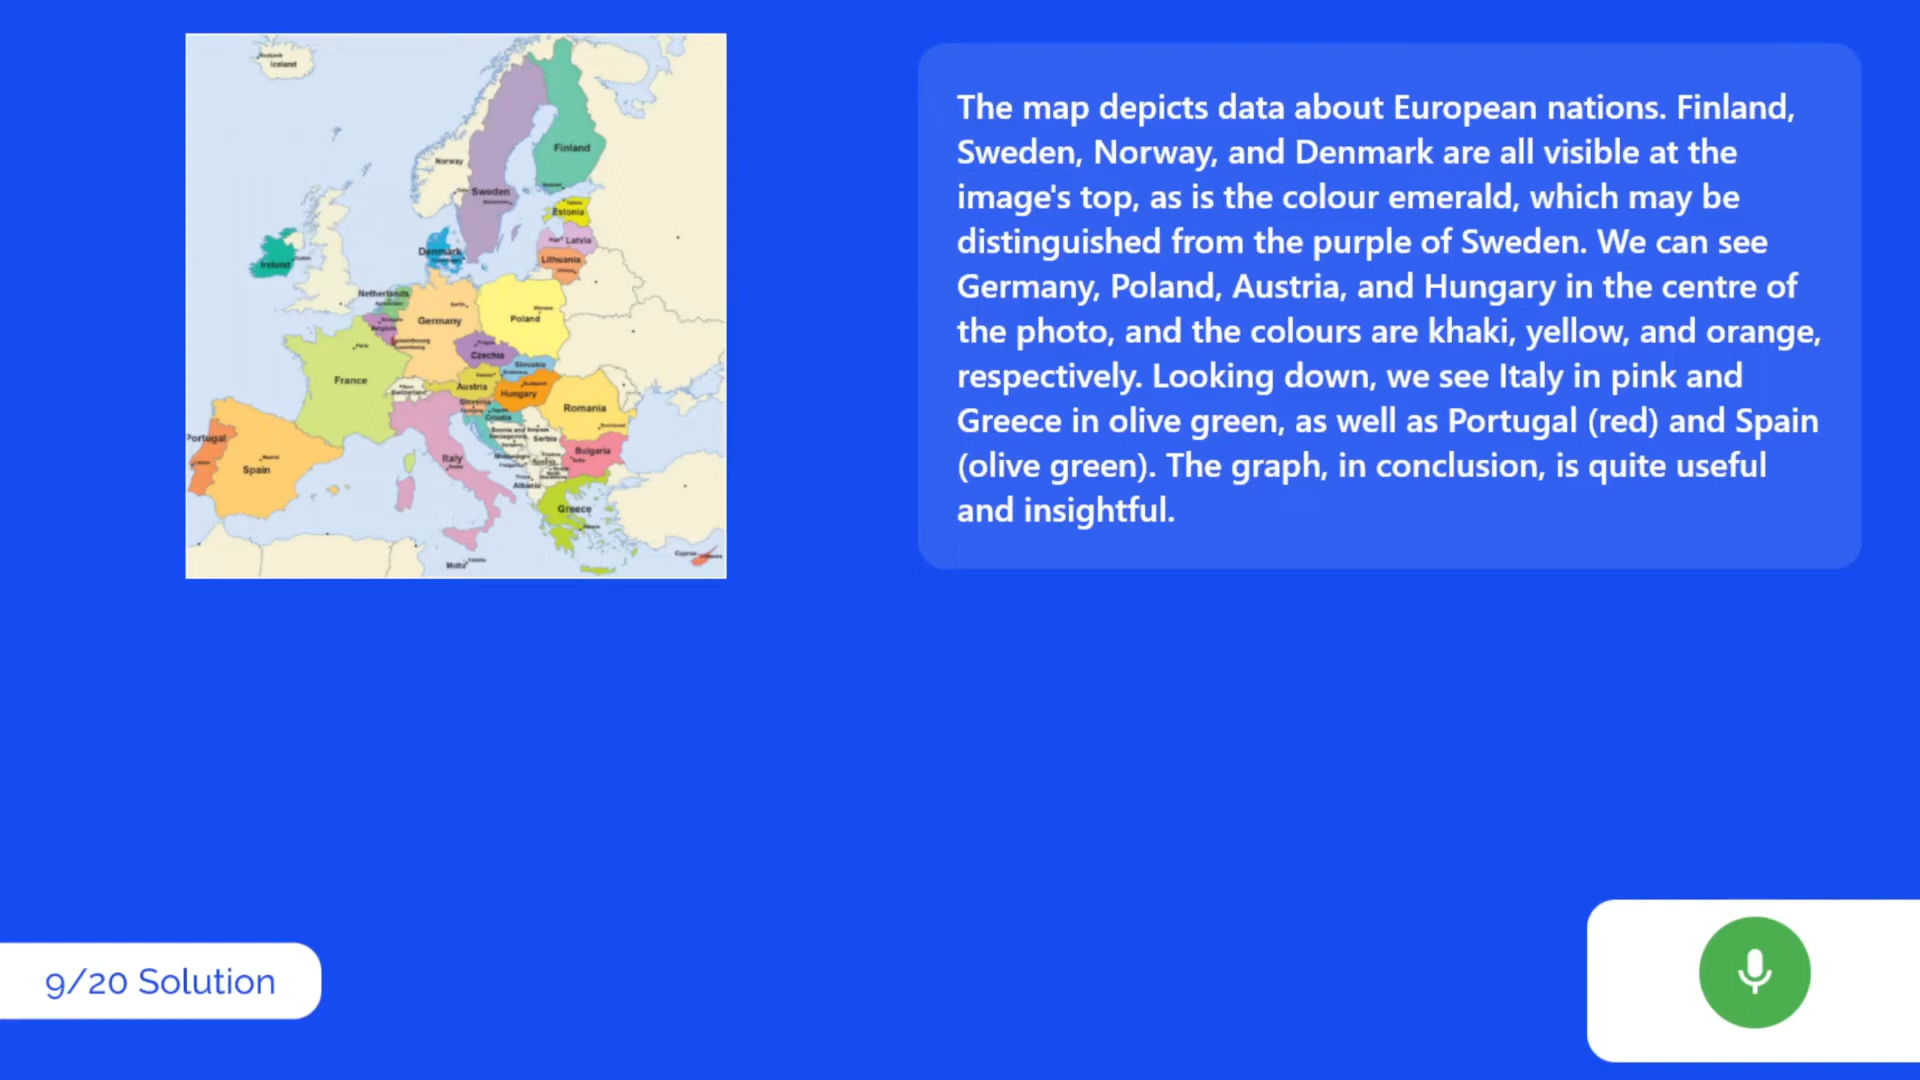 Iceland
Finland
Norway
Sweden
Estonia
Latvia
Denmark
Lithuania
Ireland
Netherlands
Germany
Poland
Czechia
Slovakia
France
Austria
Hungary
Romania
Slovenia
Croatia
Serbia
Portugal
Spain
Italy
Bulgaria
Albania
Greece
Cyprus
Malta
The map depicts data about European nations. Finland,
Sweden, Norway, and Denmark are all visible at the
image's top, as is the colour emerald, which may be
distinguished from the purple of Sweden. We can see
Germany, Poland, Austria, and Hungary in the centre of
the photo, and the colours are khaki, yellow, and orange,
respectively. Looking down, we see Italy in pink and
Greece in olive green, as well as Portugal (red) and Spain
(olive green). The graph, in conclusion, is quite useful
and insightful.
9/20 Solution